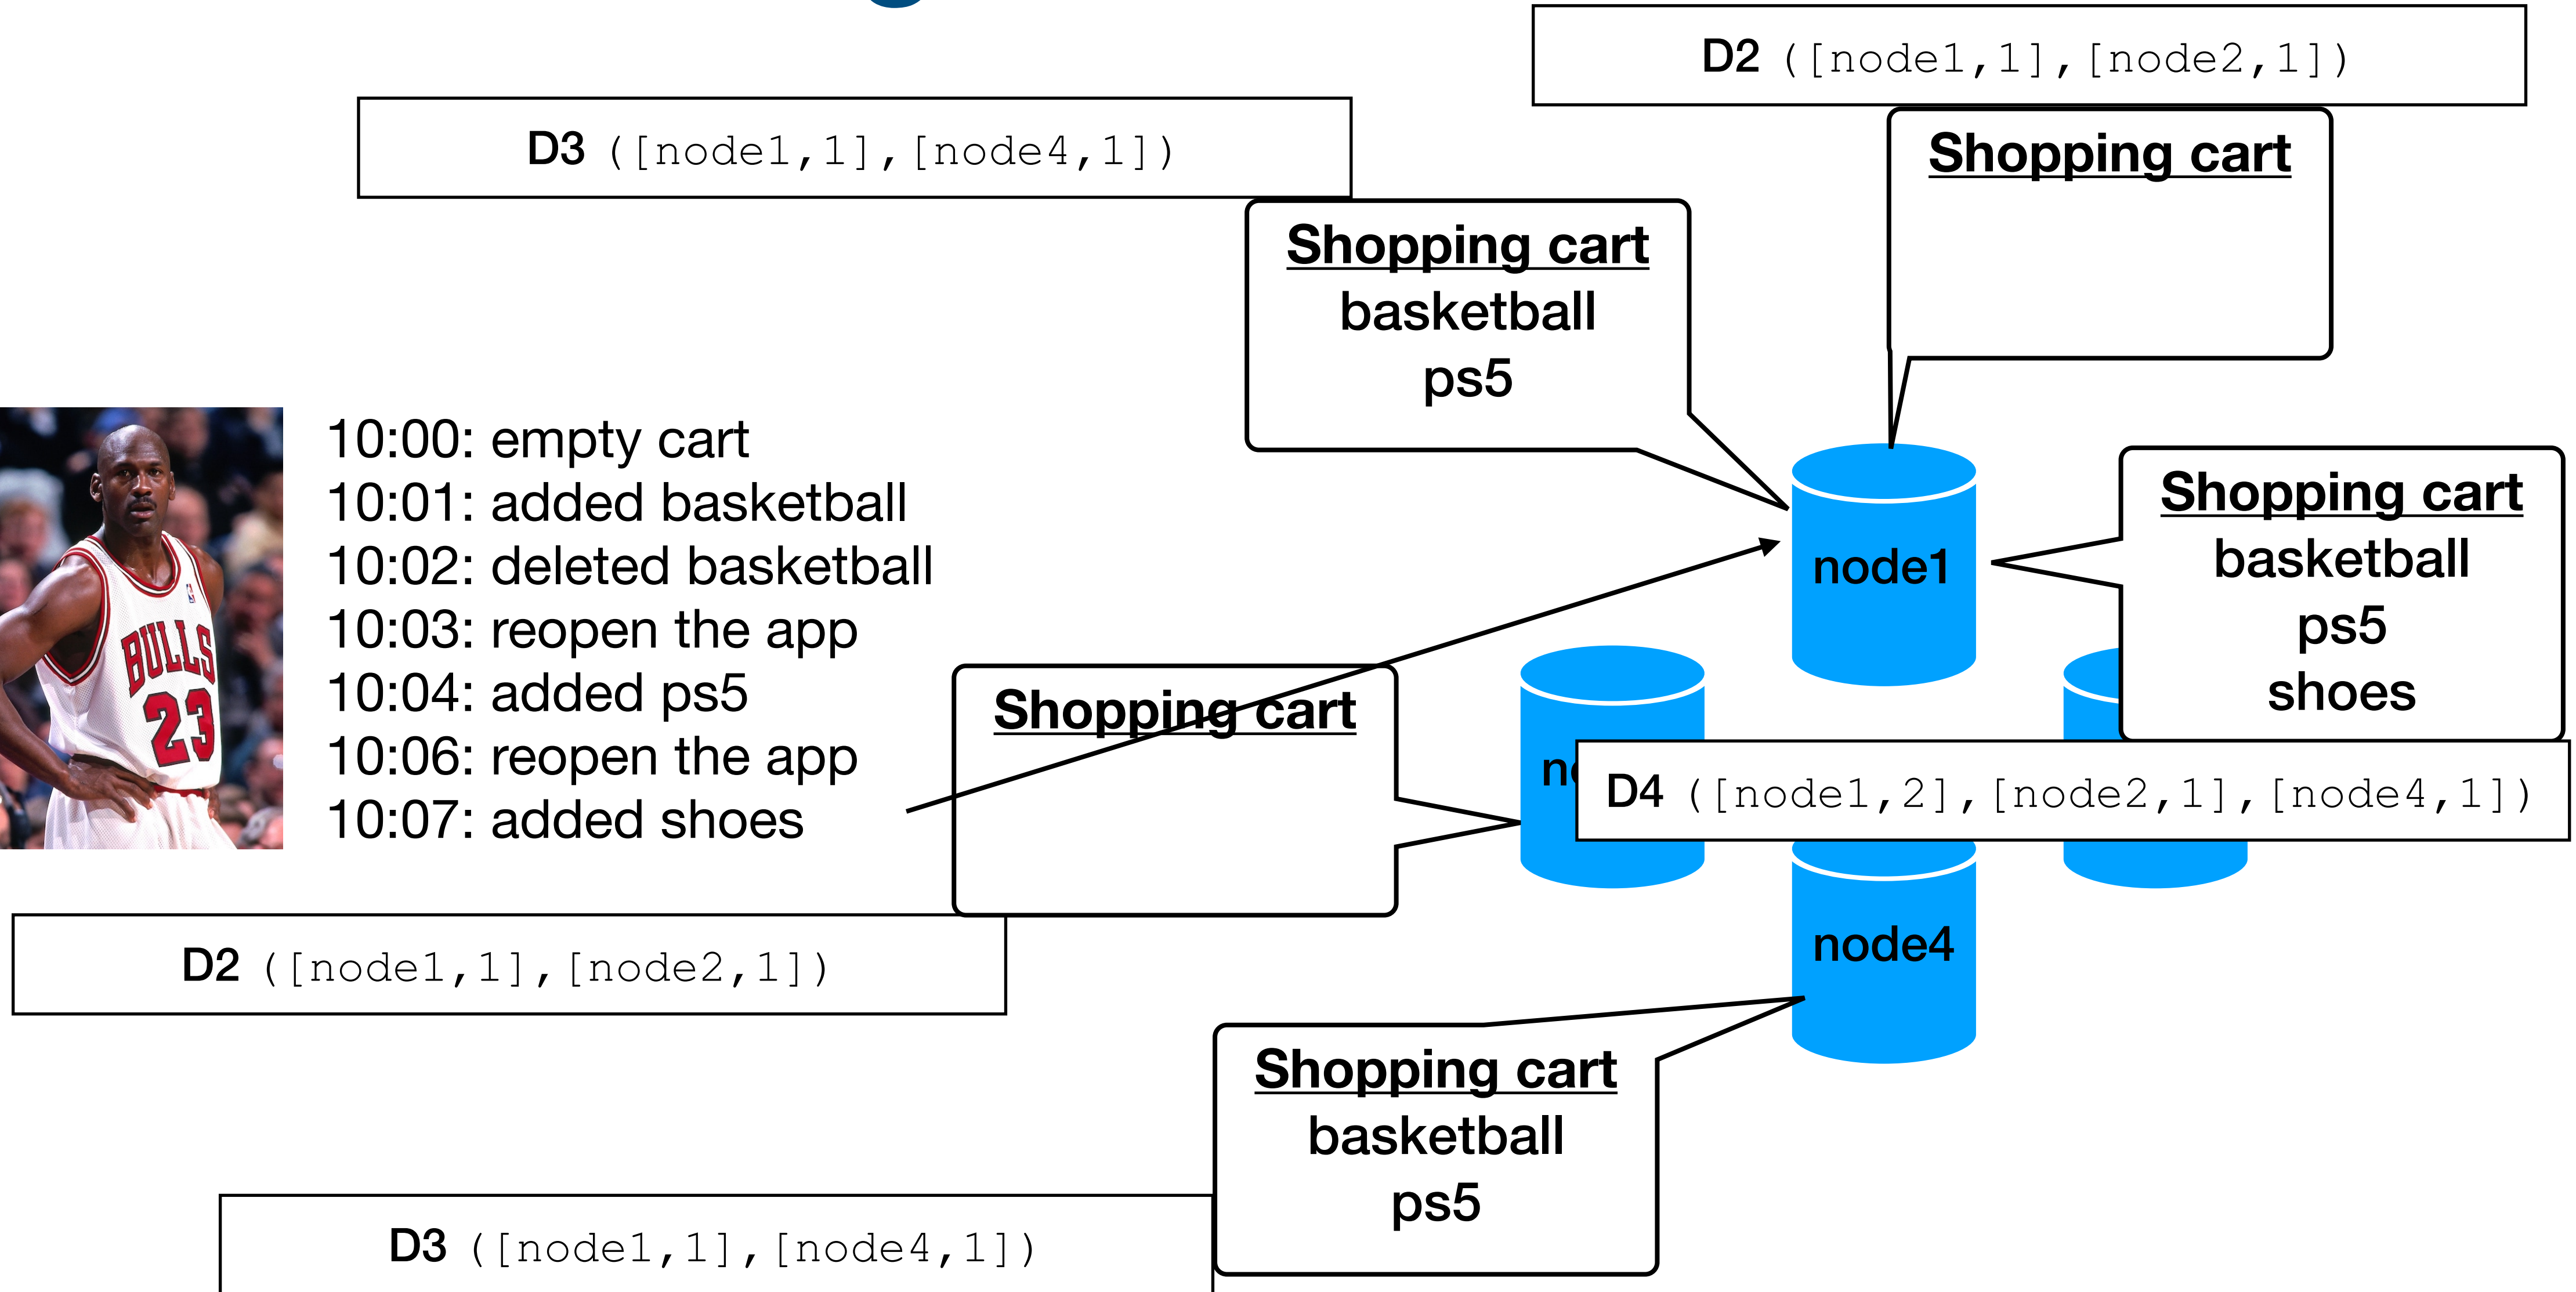 D2 ([node1,1],[node2,1])
D3 ([node1,1],[node4,1])
Shopping cart
Shopping cart
basketball
ps5
10:00: empty cart
10:01: added basketball
10:02: deleted basketball
10:03: reopen the app
10:04: added ps5
10:06: reopen the app
10:07: added shoes
BULLS
23
node1
Shopping cart
basketball
ps5
shoes
Shopping cart
D4 ([node1,2],[node2,1],[node4,1])
node4
D2 ([node1,1],[node2,1])
Shopping cart
basketball
ps5
D3 ([node1,1],[node4,1])